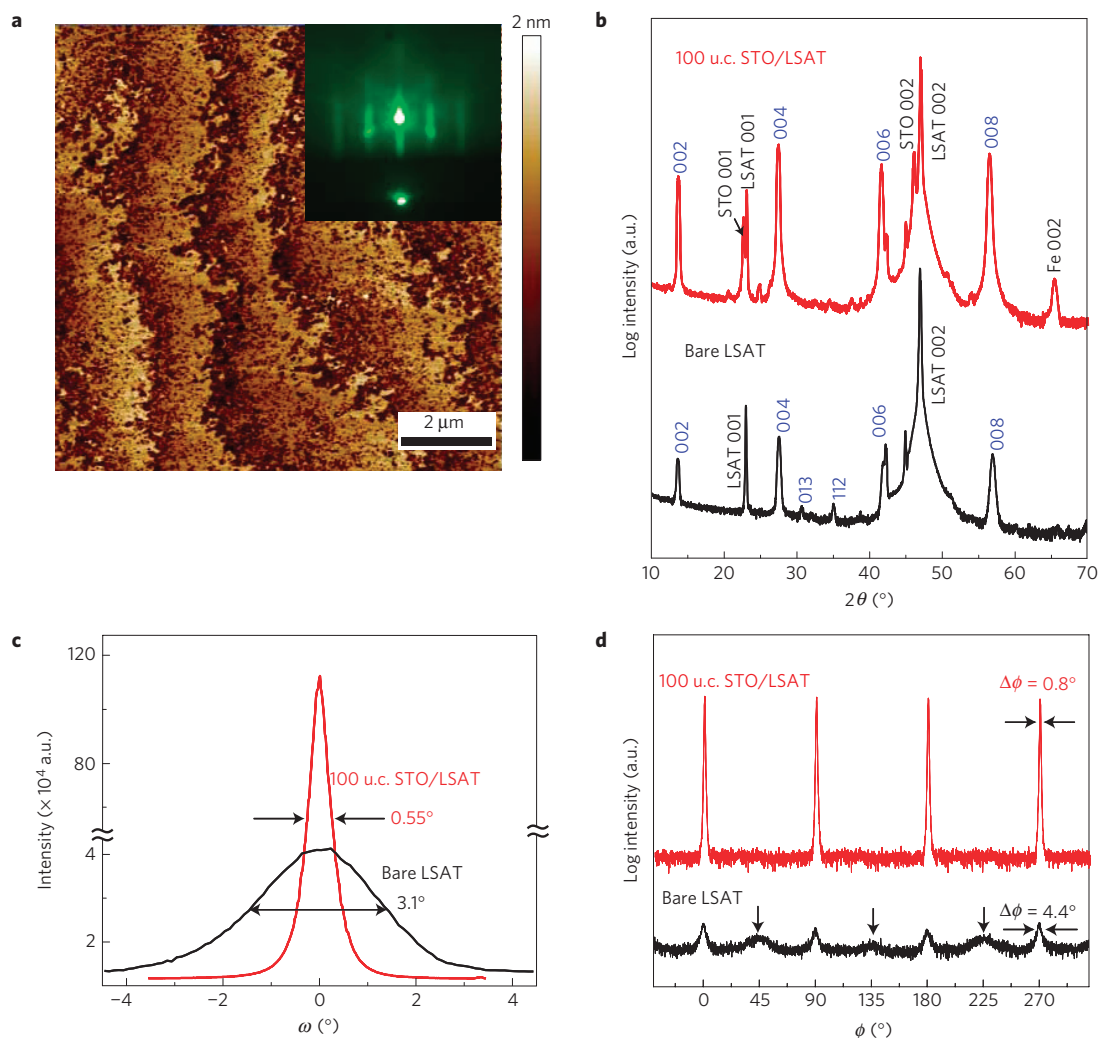 a
2 nm
2 μm
b
100 u.c. STO/LSAT
002
STO 001
LSAT 001
004
006
STO 002
LSAT 002
008
Fe 002
Bare LSAT
002
LSAT 001
004
013
112
006
LSAT 002
008
Log intensity (a.u.)
10 20 30 40 50 60 70
2θ (°)
c
120
80
4
2
Intensity (× 10⁴ a.u.)
100 u.c. STO/LSAT
0.55°
Bare LSAT
3.1°
−4 −2 0 2 4
ω (°)
d
100 u.c. STO/LSAT
Δϕ = 0.8°
Bare LSAT
Δϕ = 4.4°
Log intensity (a.u.)
0 45 90 135 180 225 270
ϕ (°)